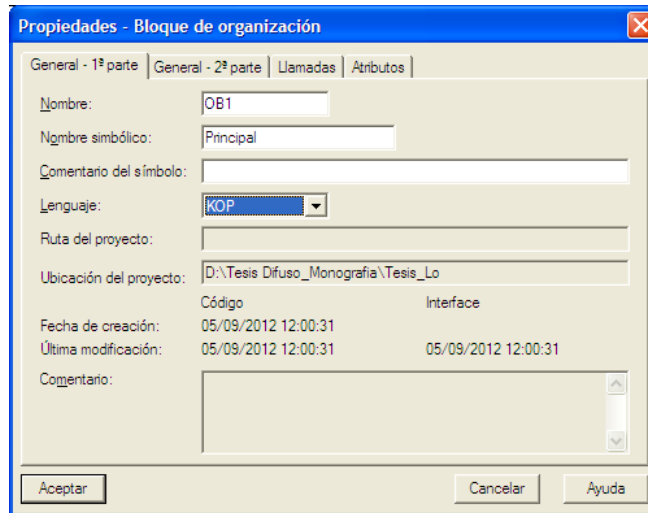 Propiedades - Bloque de organización
General - 1ª parte General - 2ª parte Llamadas Atributos
Nombre: OB1
Nombre simbólico: Principal
Comentario del símbolo:
Lenguaje: KOP
Ruta del proyecto:
Ubicación del proyecto: D:\Tesis Difuso_Monografia\Tesis_Lo
Código Interface
Fecha de creación: 05/09/2012 12:00:31
Última modificación: 05/09/2012 12:00:31 05/09/2012 12:00:31
Comentario:
Aceptar Cancelar Ayuda